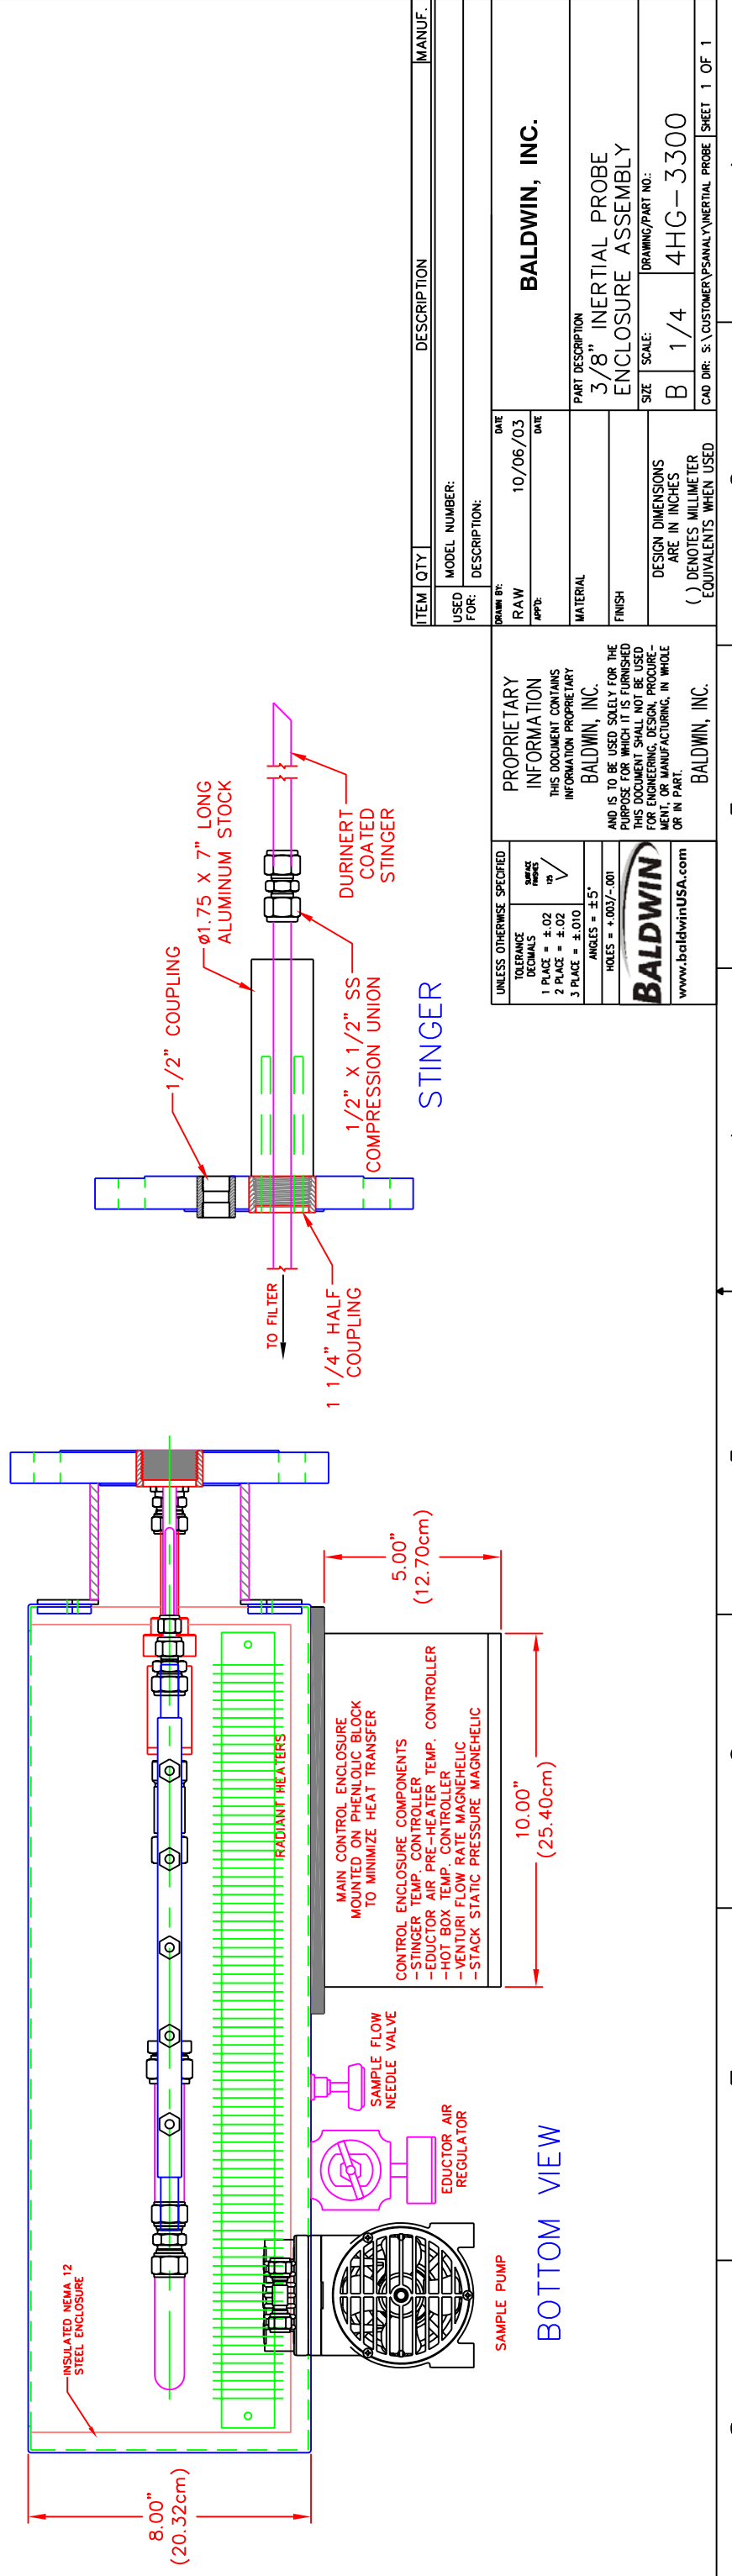 INSULATED NEMA 12
STEEL ENCLOSURE
8.00"
(20.32cm)
RADIANT HEATERS
MAIN CONTROL ENCLOSURE
MOUNTED ON PHENLOLIC BLOCK
TO MINIMIZE HEAT TRANSFER
CONTROL ENCLOSURE COMPONENTS
-STINGER TEMP. CONTROLLER
-EDUCTOR AIR PRE-HEATER TEMP. CONTROLLER
-HOT BOX TEMP. CONTROLLER
-VENTURI FLOW RATE MAGNEHELIC
-STACK STATIC PRESSURE MAGNEHELIC
5.00"
(12.70cm)
10.00"
(25.40cm)
SAMPLE FLOW
NEEDLE VALVE
EDUCTOR AIR
REGULATOR
SAMPLE PUMP
BOTTOM VIEW
1/2" COUPLING
Ø1.75 X 7" LONG
ALUMINUM STOCK
TO FILTER
1 1/4" HALF
COUPLING
1/2" X 1/2" SS
COMPRESSION UNION
DURINERT
COATED
STINGER
STINGER
ITEM QTY DESCRIPTION MANUF.
USED
FOR:
MODEL NUMBER:
DESCRIPTION:
UNLESS OTHERWISE SPECIFIED
TOLERANCE
DECIMALS
1 PLACE = ±.02
2 PLACE = ±.02
3 PLACE = ±.010
SURFACE
FINISHES
125
ANGLES = ±5°
HOLES = +.003/-.001
BALDWIN
www.baldwinUSA.com
PROPRIETARY
INFORMATION
THIS DOCUMENT CONTAINS
INFORMATION PROPRIETARY
BALDWIN, INC.
AND IS TO BE USED SOLELY FOR THE
PURPOSE FOR WHICH IT IS FURNISHED
THIS DOCUMENT SHALL NOT BE USED
FOR ENGINEERING, DESIGN, PROCURE-
MENT, OR MANUFACTURING, IN WHOLE
OR IN PART.
BALDWIN, INC.
DRAWN BY: DATE
RAW 10/06/03
APP'D: DATE
MATERIAL
FINISH
DESIGN DIMENSIONS
ARE IN INCHES
( ) DENOTES MILLIMETER
EQUIVALENTS WHEN USED
BALDWIN, INC.
PART DESCRIPTION
3/8" INERTIAL PROBE
ENCLOSURE ASSEMBLY
SIZE SCALE: DRAWING/PART NO.:
B 1/4 4HG-3300
CAD DIR: S:\CUSTOMER\PSANALY\INERTIAL PROBE SHEET 1 OF 1